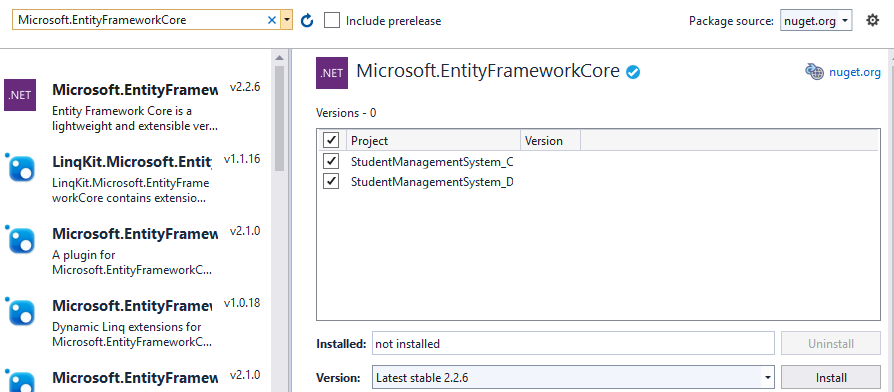 Microsoft.EntityFrameworkCore
Include prerelease
Package source: nuget.org
.NET
Microsoft.EntityFramew v2.2.6
Entity Framework Core is a
lightweight and extensible ver...
LinqKit.Microsoft.Entit v1.1.16
LinqKit.Microsoft.EntityFrame
workCore contains extensio...
Microsoft.EntityFramew v2.1.0
A plugin for
Microsoft.EntityFrameworkC...
Microsoft.EntityFramew v1.0.18
Dynamic Linq extensions for
Microsoft.EntityFrameworkC...
Microsoft.EntityFramew v2.1.0
.NET
Microsoft.EntityFrameworkCore
nuget.org
Versions - 0
Project Version
StudentManagementSystem_C
StudentManagementSystem_D
Installed: not installed Uninstall
Version: Latest stable 2.2.6 Install